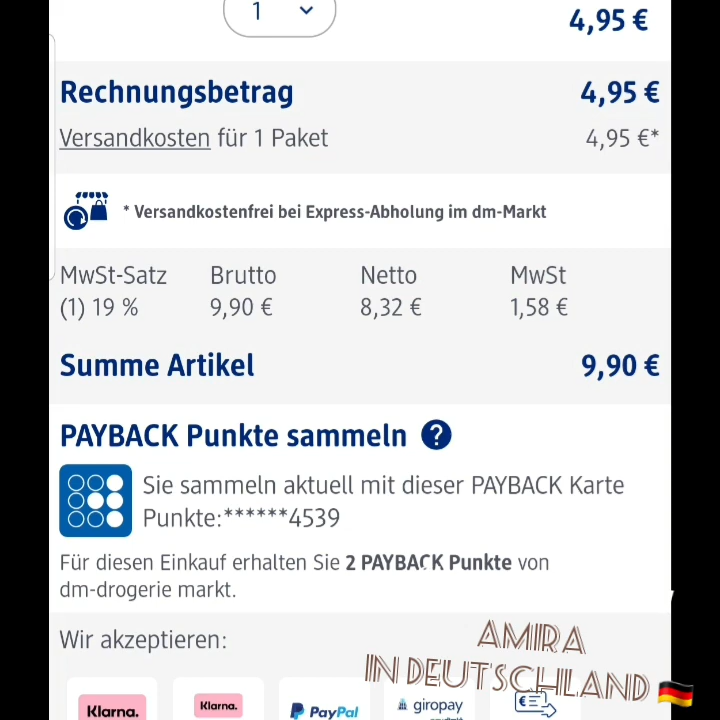 1
4,95 €
Rechnungsbetrag 4,95 €
Versandkosten für 1 Paket 4,95 €*
* Versandkostenfrei bei Express-Abholung im dm-Markt
MwSt-Satz Brutto Netto MwSt
(1) 19 % 9,90 € 8,32 € 1,58 €
Summe Artikel 9,90 €
PAYBACK Punkte sammeln ?
Sie sammeln aktuell mit dieser PAYBACK Karte
Punkte:******4539
Für diesen Einkauf erhalten Sie 2 PAYBACK Punkte von
dm-drogerie markt.
Wir akzeptieren:
AMIRA
IN DEUTSCHLAND 🇩🇪
Klarna. Klarna. PayPal giropay €